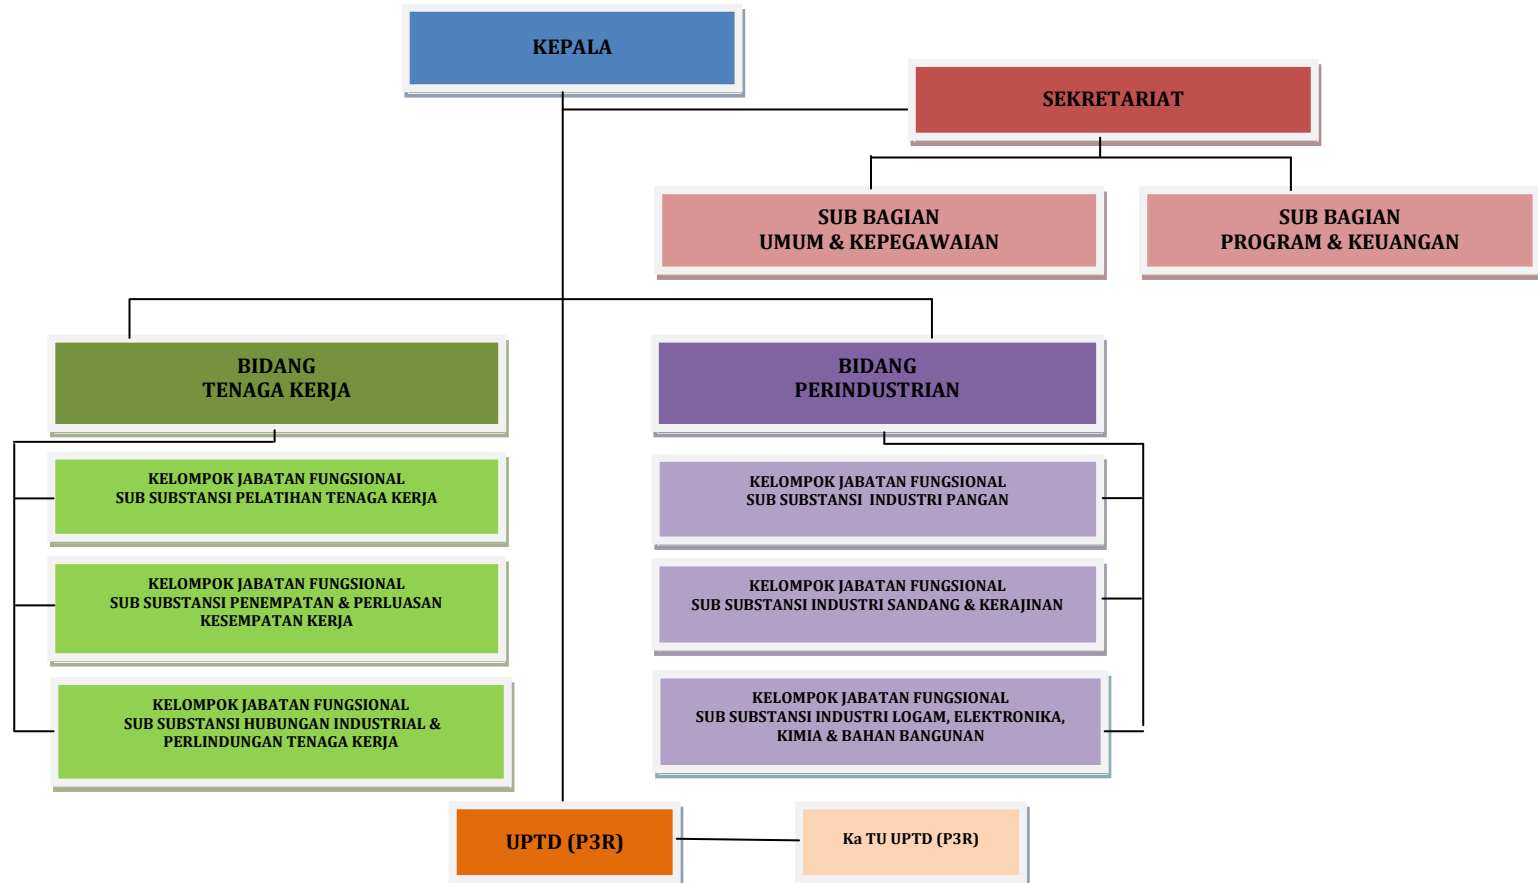 KEPALA
SEKRETARIAT
SUB BAGIAN
UMUM & KEPEGAWAIAN
SUB BAGIAN
PROGRAM & KEUANGAN
BIDANG
TENAGA KERJA
BIDANG
PERINDUSTRIAN
KELOMPOK JABATAN FUNGSIONAL
SUB SUBSTANSI PELATIHAN TENAGA KERJA
KELOMPOK JABATAN FUNGSIONAL
SUB SUBSTANSI PENEMPATAN & PERLUASAN
KESEMPATAN KERJA
KELOMPOK JABATAN FUNGSIONAL
SUB SUBSTANSI HUBUNGAN INDUSTRIAL &
PERLINDUNGAN TENAGA KERJA
KELOMPOK JABATAN FUNGSIONAL
SUB SUBSTANSI INDUSTRI PANGAN
KELOMPOK JABATAN FUNGSIONAL
SUB SUBSTANSI INDUSTRI SANDANG & KERAJINAN
KELOMPOK JABATAN FUNGSIONAL
SUB SUBSTANSI INDUSTRI LOGAM, ELEKTRONIKA,
KIMIA & BAHAN BANGUNAN
UPTD (P3R)
Ka TU UPTD (P3R)